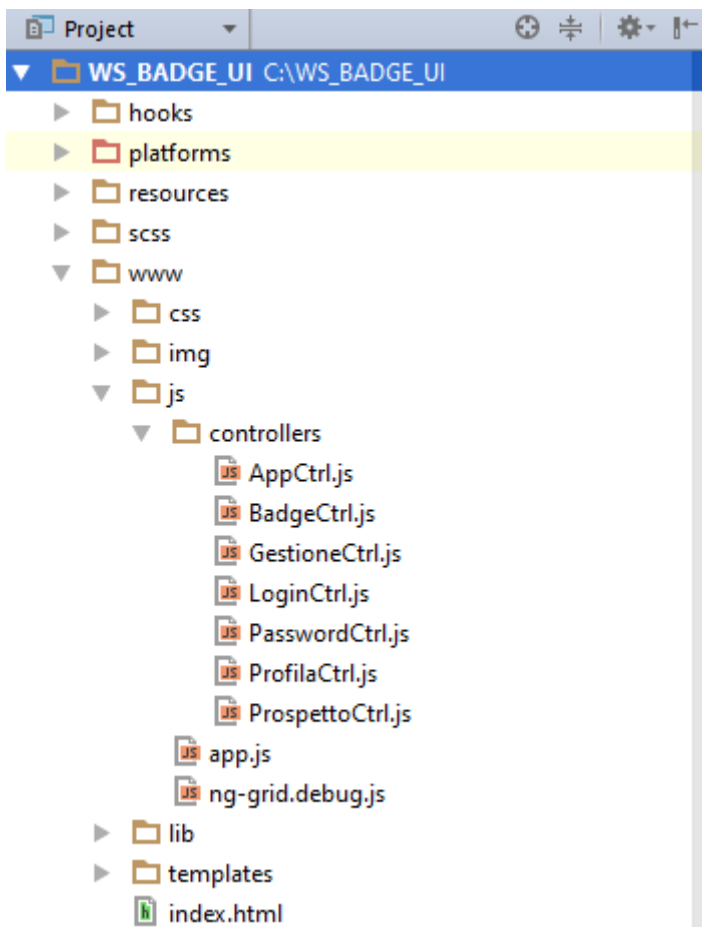 Project
WS_BADGE_UI C:\WS_BADGE_UI
hooks
platforms
resources
scss
www
css
img
js
controllers
AppCtrl.js
BadgeCtrl.js
GestioneCtrl.js
LoginCtrl.js
PasswordCtrl.js
ProfilaCtrl.js
ProspettoCtrl.js
app.js
ng-grid.debug.js
lib
templates
index.html